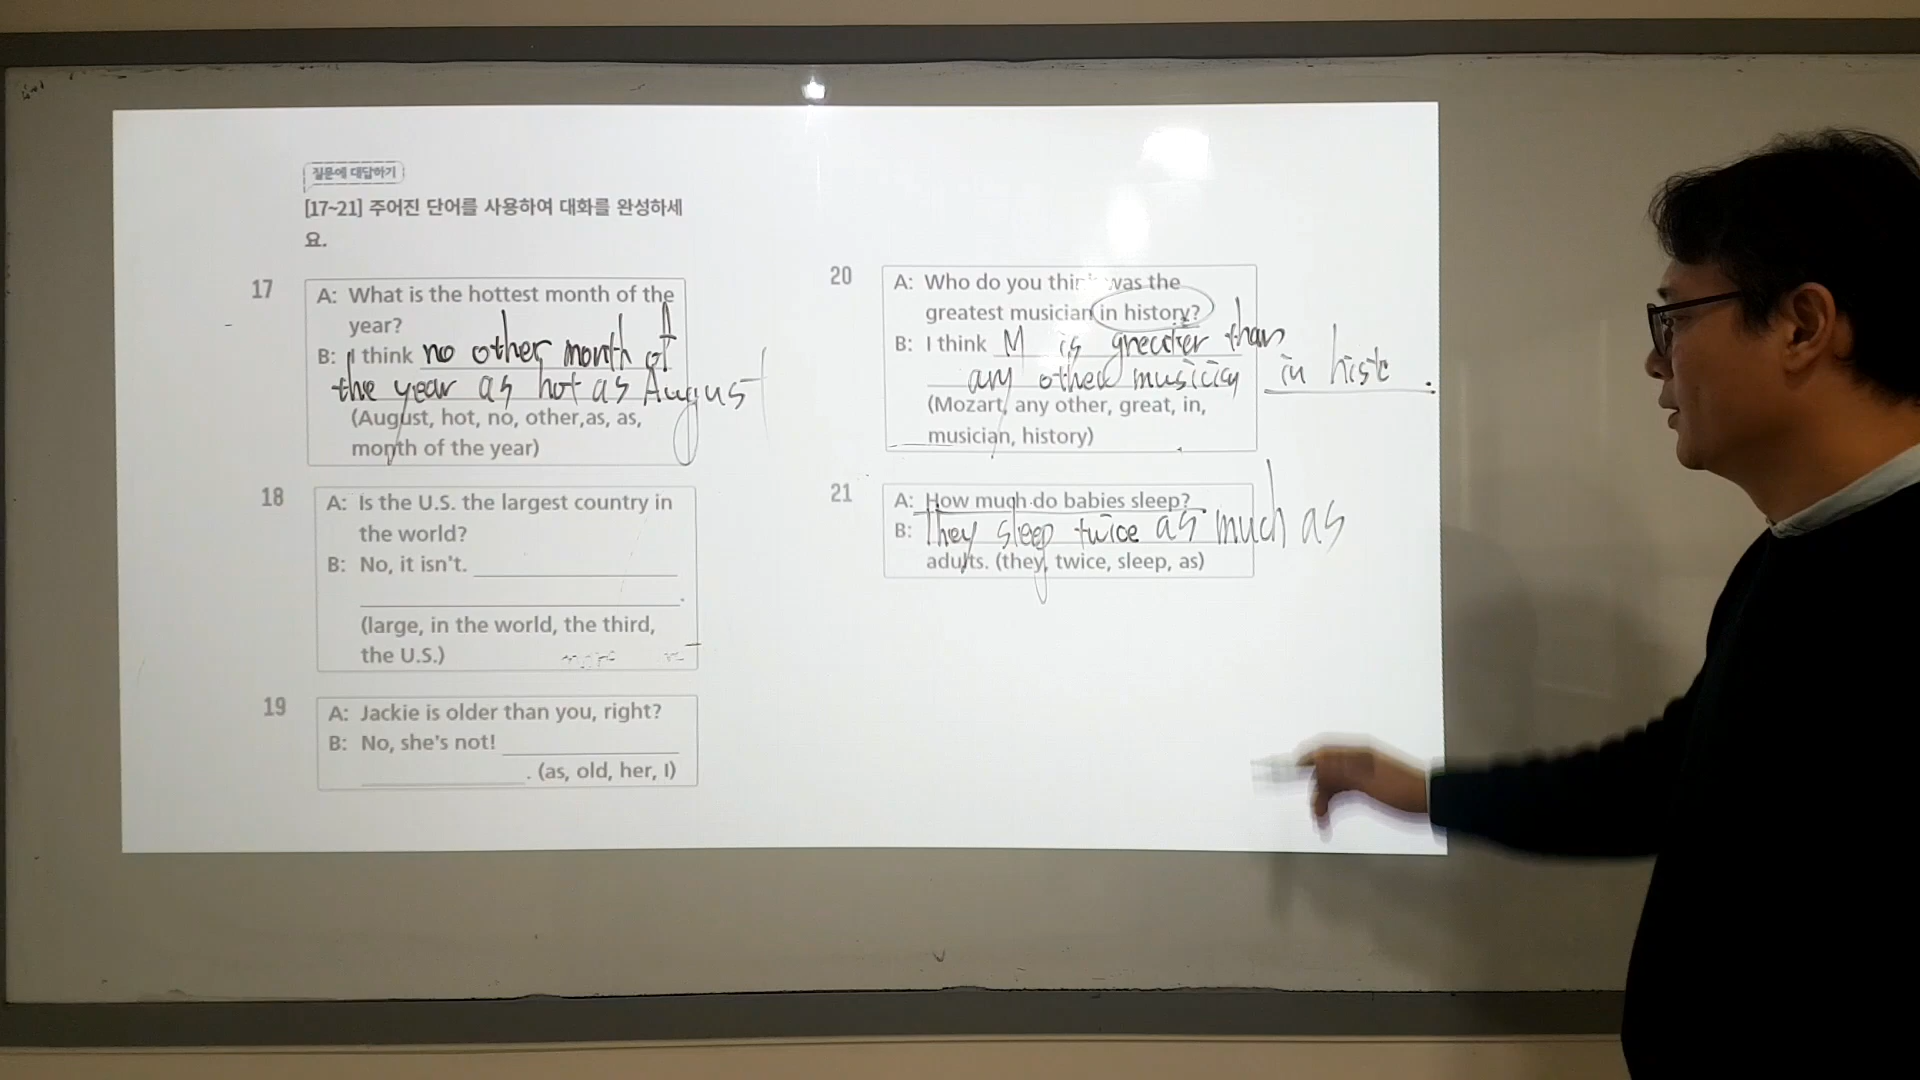 질문에 대답하기
[17~21] 주어진 단어를 사용하여 대화를 완성하세
요.
17
A: What is the hottest month of the
year?
B: I think no other month of
the year as hot as August
(August, hot, no, other,as, as,
month of the year)
18
A: Is the U.S. the largest country in
the world?
B: No, it isn't.
.
(large, in the world, the third,
the U.S.)
19
A: Jackie is older than you, right?
B: No, she's not!
. (as, old, her, I)
20
A: Who do you think was the
greatest musician in history?
B: I think M is greater than
any other musician in hist .
(Mozart, any other, great, in,
musician, history)
21
A: How much do babies sleep?
B: They sleep twice as much as
adults. (they, twice, sleep, as)